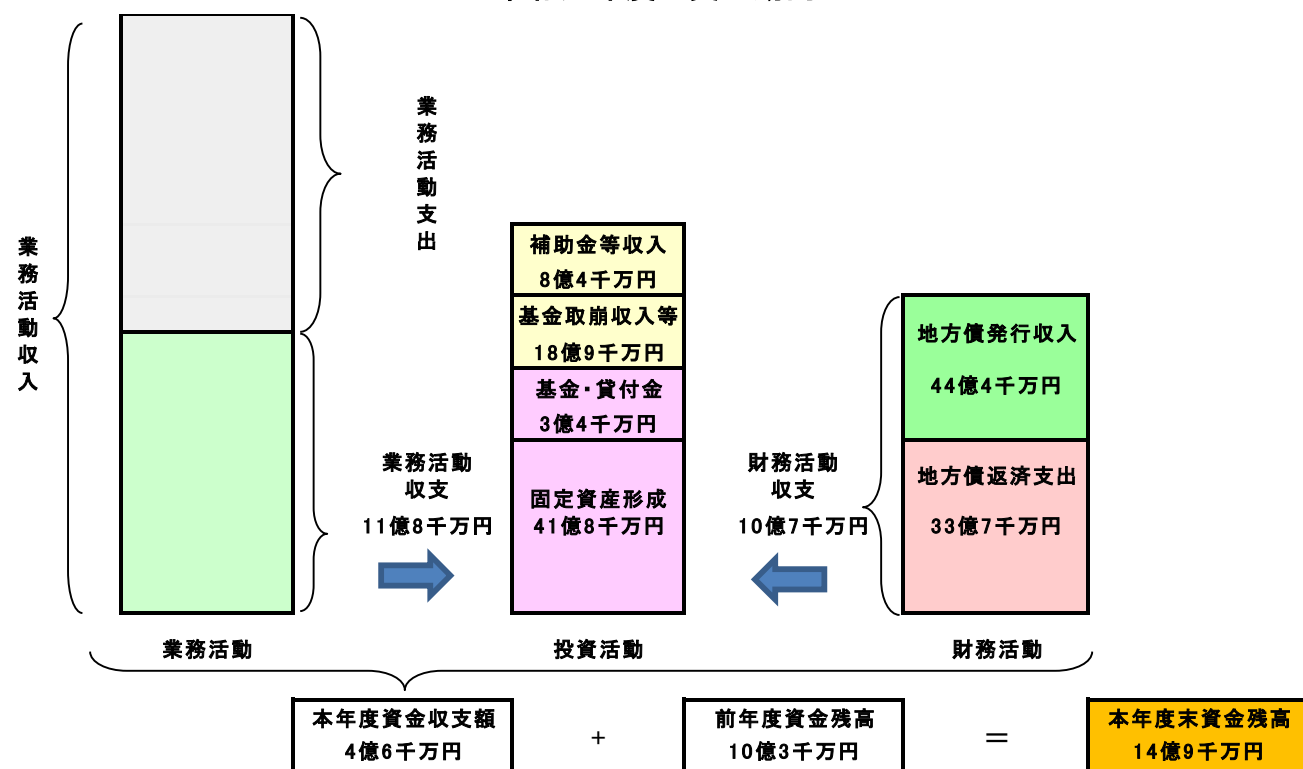 業務活動収入
業務活動支出
補助金等収入
8億4千万円
基金取崩収入等
18億9千万円
基金・貸付金
3億4千万円
固定資産形成
41億8千万円
業務活動
収支
11億8千万円
財務活動
収支
10億7千万円
地方債発行収入
44億4千万円
地方債返済支出
33億7千万円
業務活動
投資活動
財務活動
本年度資金収支額
4億6千万円
+
前年度資金残高
10億3千万円
＝
本年度末資金残高
14億9千万円